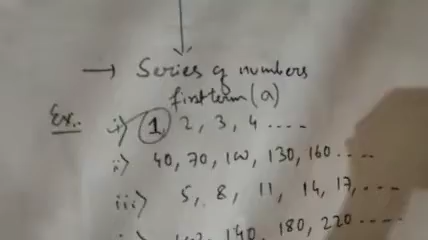 → Series of numbers
first term (a)
Ex:. i) 1, 2, 3, 4 ....
ii) 40, 70, 100, 130, 160....
iii) 5, 8, 11, 14, 17, ....
140, 180, 220 ....